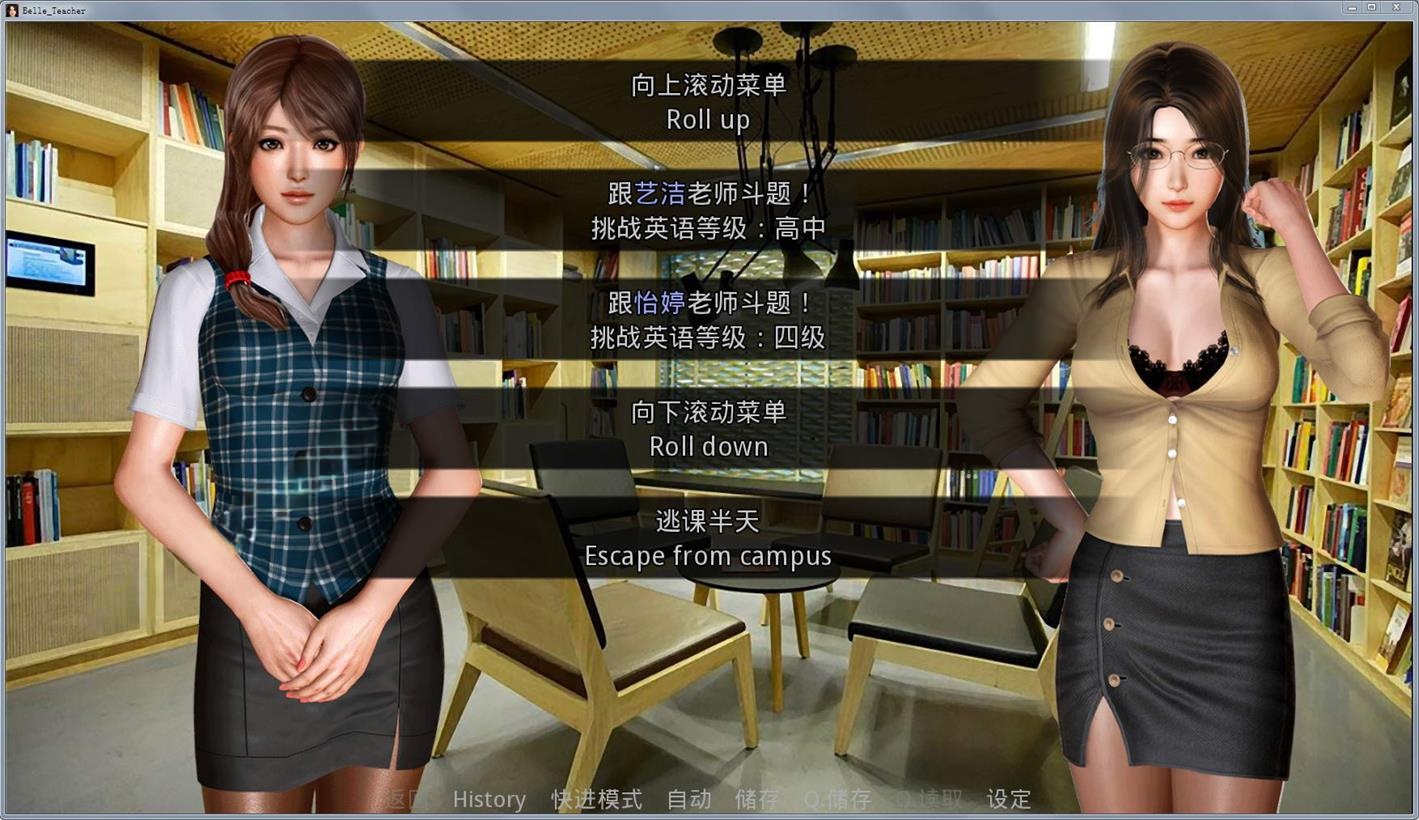 Belle_Teacher
向上滚动菜单
Roll up
跟艺洁老师斗题！
挑战英语等级：高中
跟怡婷老师斗题！
挑战英语等级：四级
向下滚动菜单
Roll down
逃课半天
Escape from campus
返回 History 快进模式 自动 储存 Q.储存 Q.读取 设定